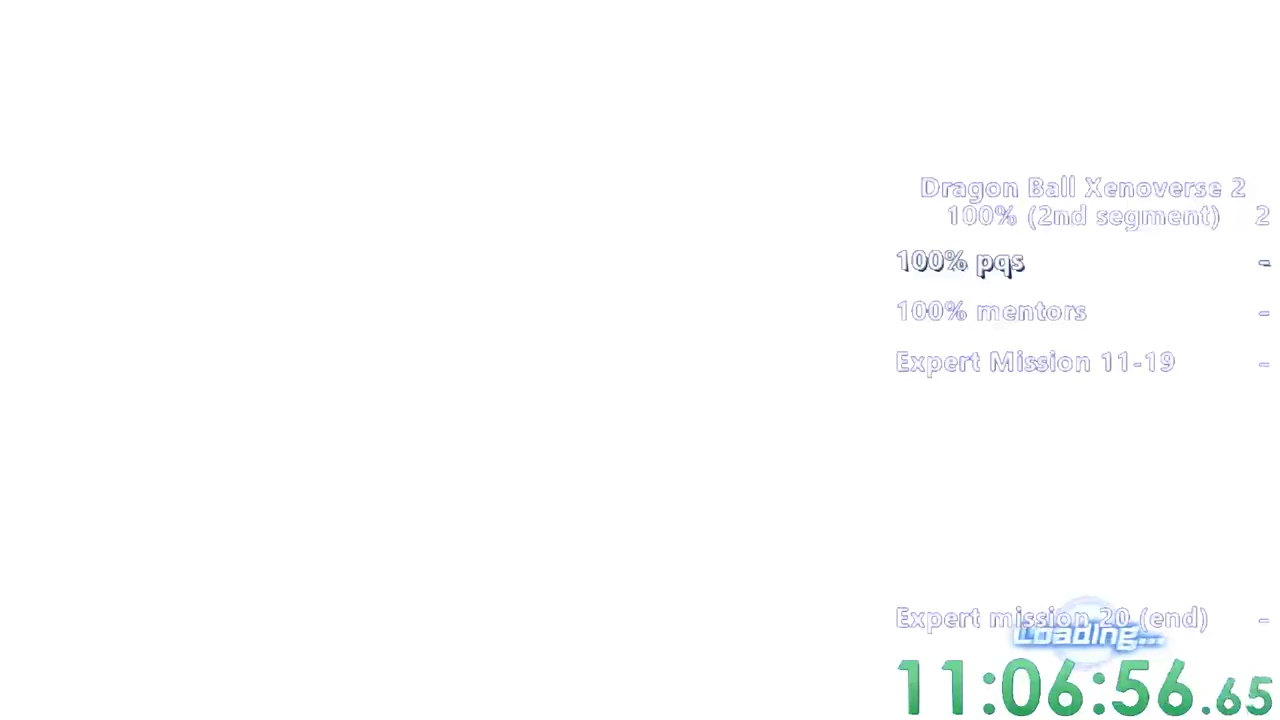 Dragon Ball Xenoverse 2
100% (2nd segment) 2
100% pqs -
100% mentors -
Expert Mission 11-19 -
Expert mission 20 (end) -
Loading...
11:06:56.65